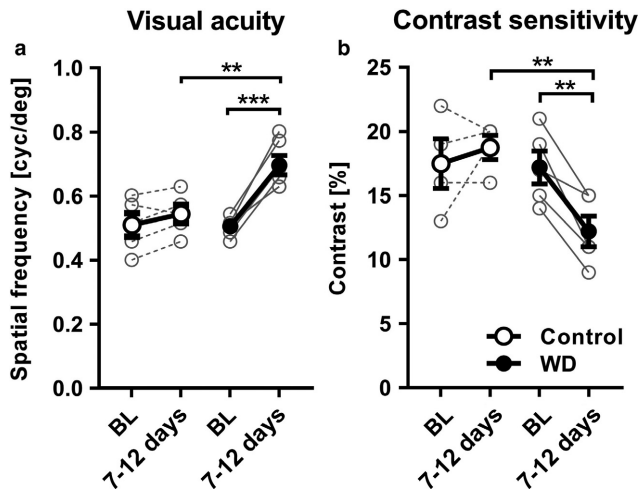 Visual acuity
Contrast sensitivity
a
b
Spatial frequency [cyc/deg]
1.0
0.8
0.6
0.4
0.2
0.0
**
***
BL
7-12 days
BL
7-12 days
Contrast [%]
25
20
15
10
5
0
**
**
Control
WD
BL
7-12 days
BL
7-12 days